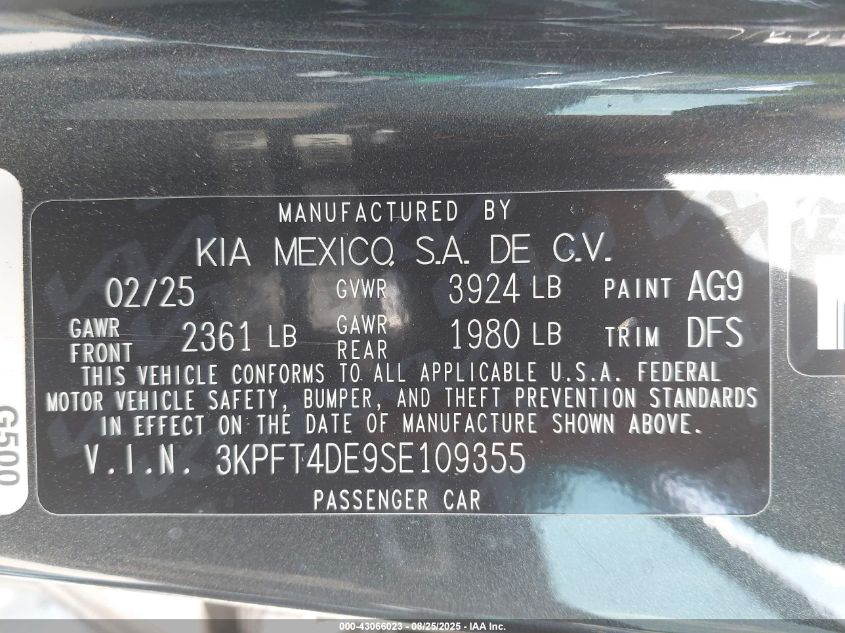 MANUFACTURED BY
KIA MEXICO, S.A. DE C.V.
02/25 GVWR 3924 LB PAINT AG9
GAWR FRONT 2361 LB GAWR REAR 1980 LB TRIM DFS
THIS VEHICLE CONFORMS TO ALL APPLICABLE U.S.A. FEDERAL
MOTOR VEHICLE SAFETY, BUMPER, AND THEFT PREVENTION STANDARDS
IN EFFECT ON THE DATE OF MANUFACTURE SHOWN ABOVE.
V.I.N. 3KPFT4DE9SE109355
PASSENGER CAR
G500
000-43066023 - 08/25/2025 - IAA Inc.